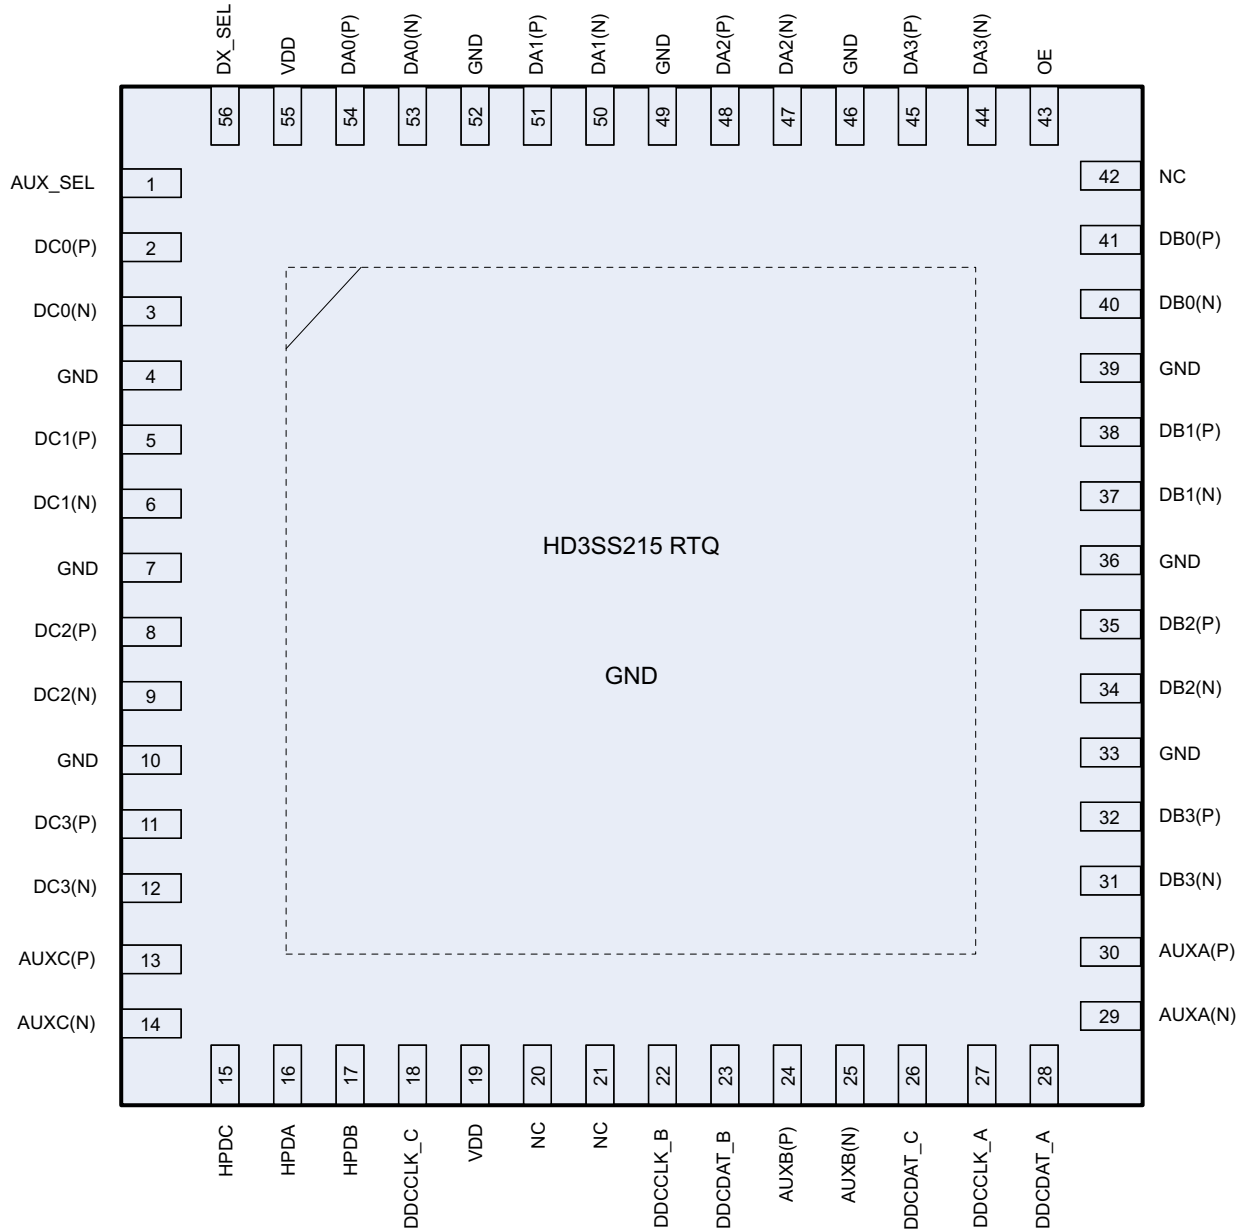 DX_SEL
VDD
DA0(P)
DA0(N)
GND
DA1(P)
DA1(N)
GND
DA2(P)
DA2(N)
GND
DA3(P)
DA3(N)
OE
56
55
54
53
52
51
50
49
48
47
46
45
44
43
AUX_SEL 1
DC0(P) 2
DC0(N) 3
GND 4
DC1(P) 5
DC1(N) 6
GND 7
DC2(P) 8
DC2(N) 9
GND 10
DC3(P) 11
DC3(N) 12
AUXC(P) 13
AUXC(N) 14
HD3SS215 RTQ
GND
42 NC
41 DB0(P)
40 DB0(N)
39 GND
38 DB1(P)
37 DB1(N)
36 GND
35 DB2(P)
34 DB2(N)
33 GND
32 DB3(P)
31 DB3(N)
30 AUXA(P)
29 AUXA(N)
15
16
17
18
19
20
21
22
23
24
25
26
27
28
HPDC
HPDA
HPDB
DDCCLK_C
VDD
NC
NC
DDCCLK_B
DDCDAT_B
AUXB(P)
AUXB(N)
DDCDAT_C
DDCCLK_A
DDCDAT_A